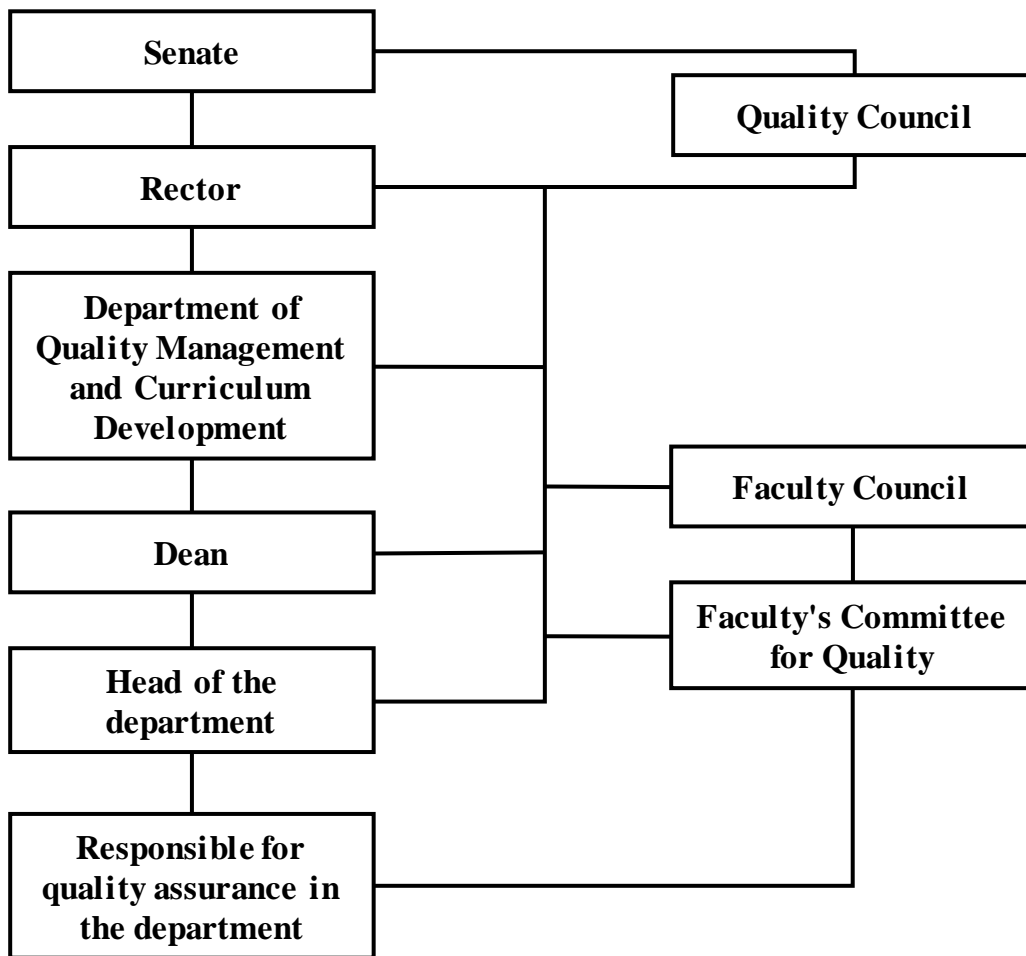 Senate
Quality Council
Rector
Department of
Quality Management
and Curriculum
Development
Faculty Council
Dean
Faculty's Committee
for Quality
Head of the
department
Responsible for
quality assurance in
the department